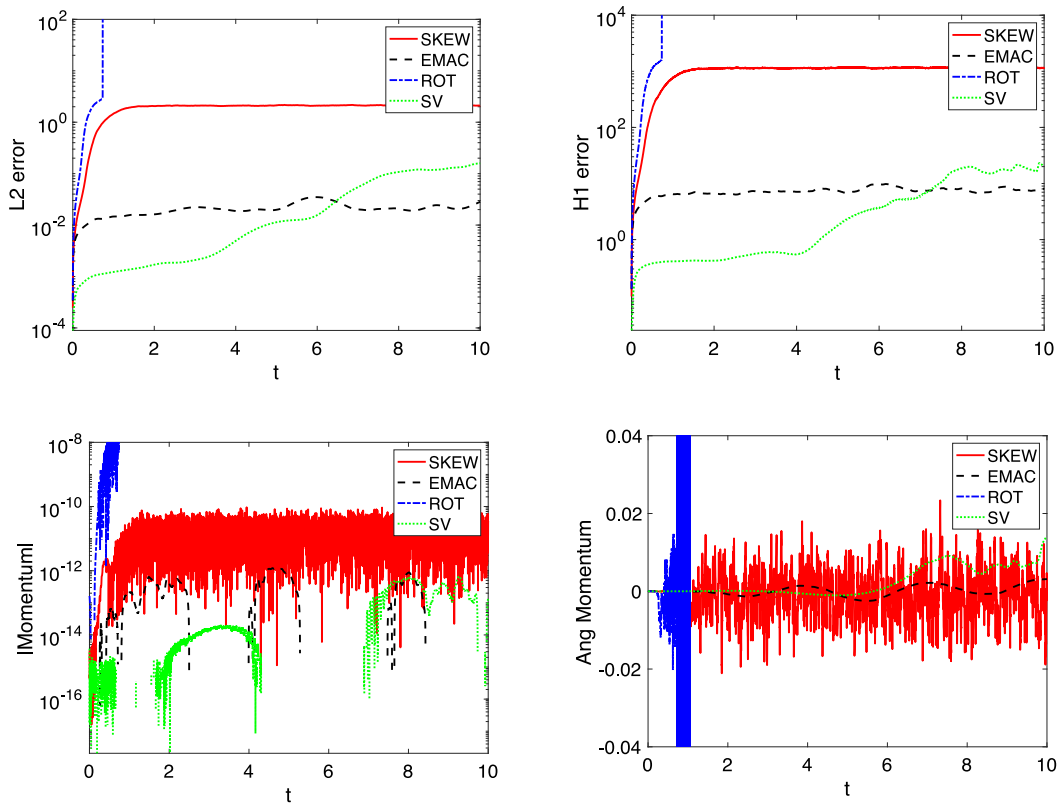 10^2
10^0
10^-2
10^-4
L2 error
0 2 4 6 8 10
t
SKEW
EMAC
ROT
SV
10^4
10^2
10^0
H1 error
0 2 4 6 8 10
t
SKEW
EMAC
ROT
SV
10^-8
10^-10
10^-12
10^-14
10^-16
|Momentum|
0 2 4 6 8 10
t
SKEW
EMAC
ROT
SV
0.04
0.02
0
-0.02
-0.04
Ang Momentum
0 2 4 6 8 10
t
SKEW
EMAC
ROT
SV